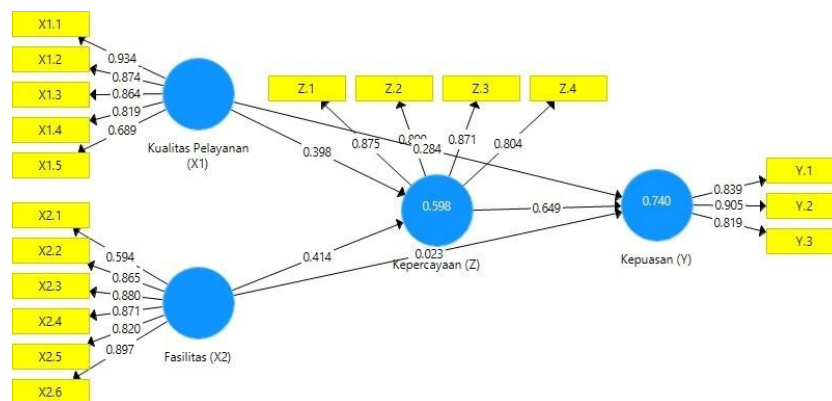 X1.1
X1.2
X1.3
X1.4
X1.5
0.934
0.874
0.864
0.819
0.689
Kualitas Pelayanan
(X1)
Z.1
Z.2
Z.3
Z.4
0.875
0.871
0.804
0.284
0.398
0.598
Kepercayaan (Z)
0.649
0.414
0.023
0.740
Kepuasan (Y)
0.839
0.905
0.819
Y.1
Y.2
Y.3
X2.1
X2.2
X2.3
X2.4
X2.5
X2.6
0.594
0.865
0.880
0.871
0.820
0.897
Fasilitas (X2)